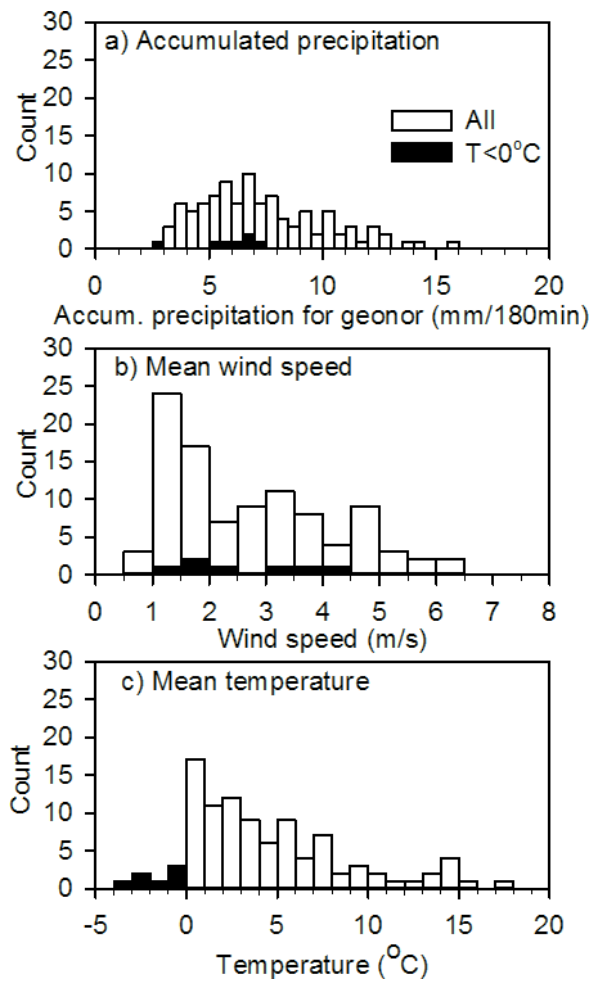 a) Accumulated precipitation
30
25
20
15
10
5
0
Count
All
T<0°C
0 5 10 15 20
Accum. precipitation for geonor (mm/180min)
b) Mean wind speed
30
25
20
15
10
5
0
Count
0 1 2 3 4 5 6 7 8
Wind speed (m/s)
c) Mean temperature
30
25
20
15
10
5
0
Count
-5 0 5 10 15 20
Temperature (°C)